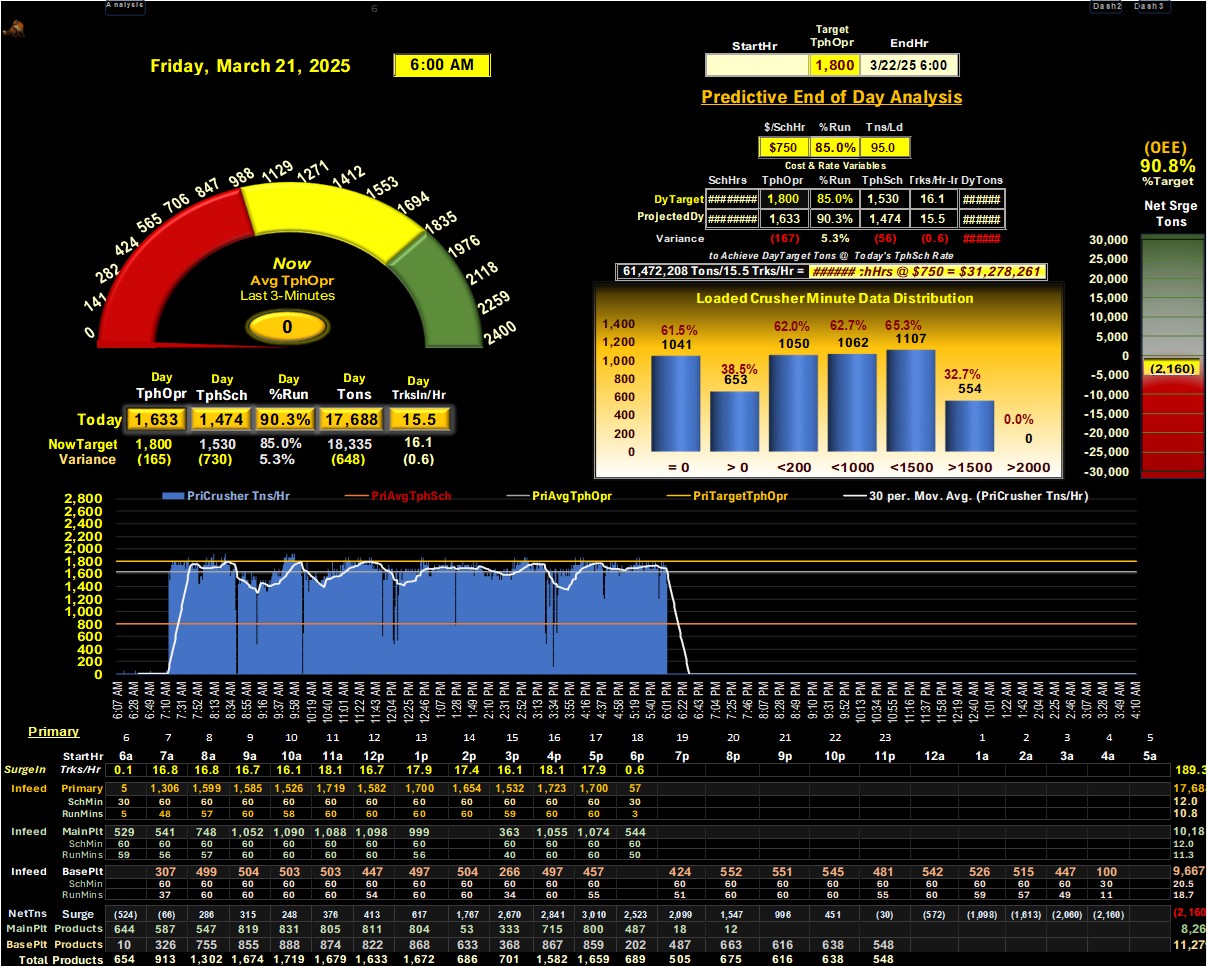 Analysis
6
Dash2 Dash3
Friday, March 21, 2025 6:00 AM
StartHr Target TphOpr EndHr
1,800 3/22/25 6:00
Predictive End of Day Analysis
$/SchHr %Run Tns/Ld
$750 85.0% 95.0
Cost & Rate Variables
SchHrs TphOpr %Run TphSch Trks/Hr-Ir DyTons
DyTarget ######## 1,800 85.0% 1,530 16.1 ######
ProjectedDy ######## 1,633 90.3% 1,474 15.5 ######
Variance (167) 5.3% (56) (0.6) ######
to Achieve DayTarget Tons @ Today's TphSch Rate
61,472,208 Tons/15.5 Trks/Hr = ###### :hHrs @ $750 = $31,278,261
(OEE)
90.8%
%Target
Net Srge
Tons
30,000
25,000
20,000
15,000
10,000
5,000
0
(2,160)
-5,000
-10,000
-15,000
-20,000
-25,000
-30,000
0 141 282 424 565 706 847 988 1129 1271 1412 1553 1694 1835 1976 2118 2259 2400
Now
Avg TphOpr
Last 3-Minutes
0
Day Day Day Day Day
TphOpr TphSch %Run Tons TrksIn/Hr
Today 1,633 1,474 90.3% 17,688 15.5
NowTarget 1,800 1,530 85.0% 18,335 16.1
Variance (165) (730) 5.3% (648) (0.6)
Loaded Crusher Minute Data Distribution
1,400
1,200
1,000
800
600
400
200
0
61.5% 38.5% 62.0% 62.7% 65.3% 32.7% 0.0%
1041 653 1050 1062 1107 554 0
= 0 > 0 <200 <1000 <1500 >1500 >2000
PriCrusher Tns/Hr PriAvgTphSch PriAvgTphOpr PriTargetTphOpr 30 per. Mov. Avg. (PriCrusher Tns/Hr)
2,800
2,600
2,400
2,200
2,000
1,800
1,600
1,400
1,200
1,000
800
600
400
200
0
6:07 AM 6:28 AM 6:49 AM 7:10 AM 7:31 AM 7:52 AM 8:13 AM 8:34 AM 8:55 AM 9:16 AM 9:37 AM 9:58 AM 10:19 AM 10:40 AM 11:01 AM 11:22 AM 11:43 AM 12:04 PM 12:25 PM 12:46 PM 1:07 PM 1:28 PM 1:49 PM 2:10 PM 2:31 PM 2:52 PM 3:13 PM 3:34 PM 3:55 PM 4:16 PM 4:37 PM 4:58 PM 5:19 PM 5:40 PM 6:01 PM 6:22 PM 6:43 PM 7:04 PM 7:25 PM 7:46 PM 8:07 PM 8:28 PM 8:49 PM 9:10 PM 9:31 PM 9:52 PM 10:13 PM 10:34 PM 10:55 PM 11:16 PM 11:37 PM 11:58 PM 12:19 AM 12:40 AM 1:01 AM 1:22 AM 1:43 AM 2:04 AM 2:25 AM 2:46 AM 3:07 AM 3:28 AM 3:49 AM 4:10 AM
Primary
6 7 8 9 10 11 12 13 14 15 16 17 18 19 20 21 22 23 1 2 3 4 5
StartHr 6a 7a 8a 9a 10a 11a 12p 1p 2p 3p 4p 5p 6p 7p 8p 9p 10p 11p 12a 1a 2a 3a 4a 5a
SurgeIn Trks/Hr 0.1 16.8 16.8 16.7 16.1 18.1 16.7 17.9 17.4 16.1 18.1 17.9 0.6 189.3
Infeed Primary 5 1,306 1,599 1,585 1,526 1,719 1,582 1,700 1,654 1,532 1,723 1,700 57 17,68
SchMin 30 60 60 60 60 60 60 60 60 60 60 60 30 12.0
RunMins 5 48 57 60 58 60 60 60 60 59 60 60 3 10.8
Infeed MainPlt 529 541 748 1,052 1,090 1,088 1,098 999 363 1,055 1,074 544 10,18
SchMin 60 60 60 60 60 60 60 60 60 60 60 60 12.0
RunMins 59 56 57 60 60 60 60 56 40 60 60 50 11.3
Infeed BasePlt 307 499 504 503 503 447 497 504 266 497 457 424 552 551 545 481 542 526 515 447 100 9,667
SchMin 60 60 60 60 60 60 60 60 60 60 60 60 60 60 60 60 60 60 60 60 30 20.5
RunMins 37 60 60 60 60 54 60 60 34 60 55 51 60 60 60 55 60 59 57 49 11 18.7
NetTns Surge (524) (66) 286 315 248 376 413 617 1,767 2,670 2,841 3,010 2,523 2,099 1,547 996 451 (30) (572) (1,098) (1,613) (2,060) (2,160) (2,160
MainPlt Products 644 587 547 819 831 805 811 804 53 333 715 800 487 18 12 8,26
BasePlt Products 10 326 755 855 888 874 822 868 633 368 867 859 202 487 663 616 638 548 11,27
Total Products 654 913 1,302 1,674 1,719 1,679 1,633 1,672 686 701 1,582 1,659 689 505 675 616 638 548